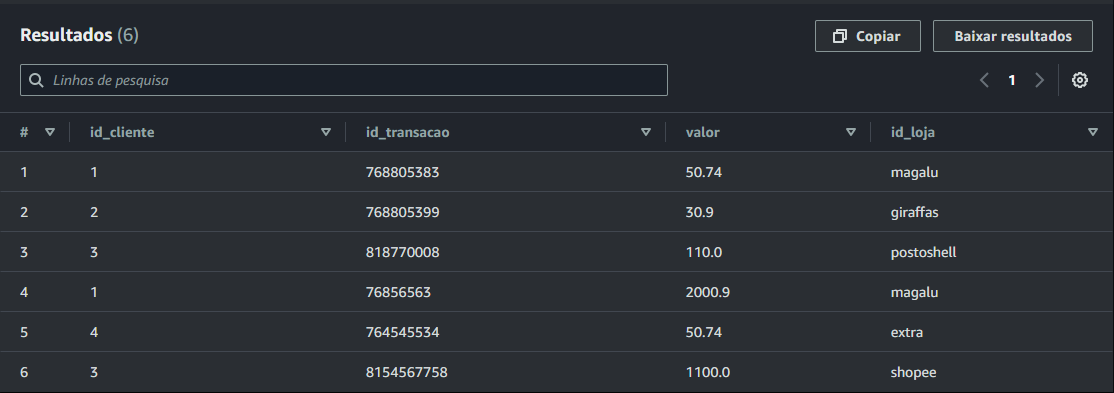 Resultados (6)
Copiar
Baixar resultados
Linhas de pesquisa
1
# id_cliente id_transacao valor id_loja
1 1 768805383 50.74 magalu
2 2 768805399 30.9 giraffas
3 3 818770008 110.0 postoshell
4 1 76856563 2000.9 magalu
5 4 764545534 50.74 extra
6 3 8154567758 1100.0 shopee